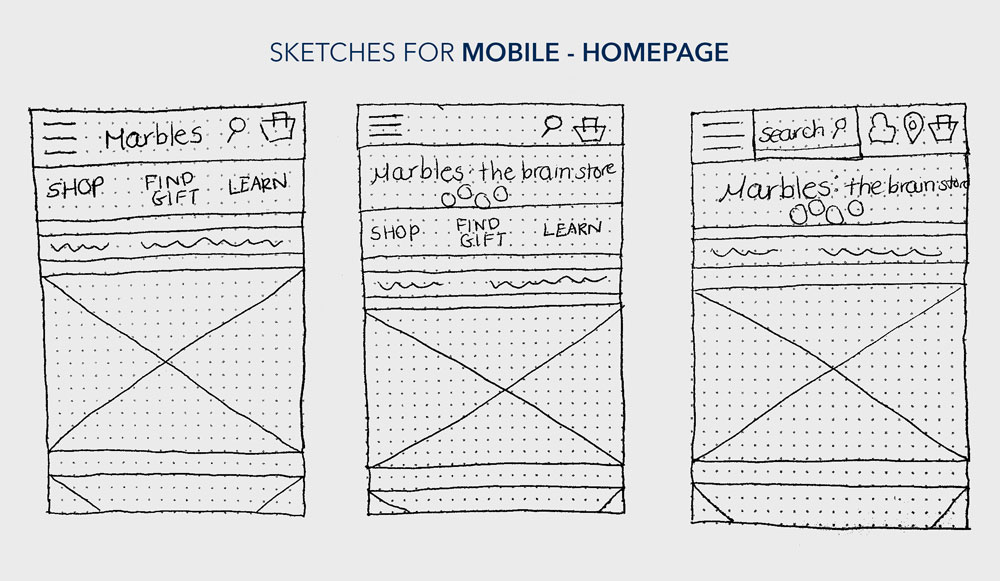 SKETCHES FOR MOBILE - HOMEPAGE
Marbles
SHOP FIND GIFT LEARN
Marbles: the brain store
SHOP FIND GIFT LEARN
Search
Marbles: the brain store